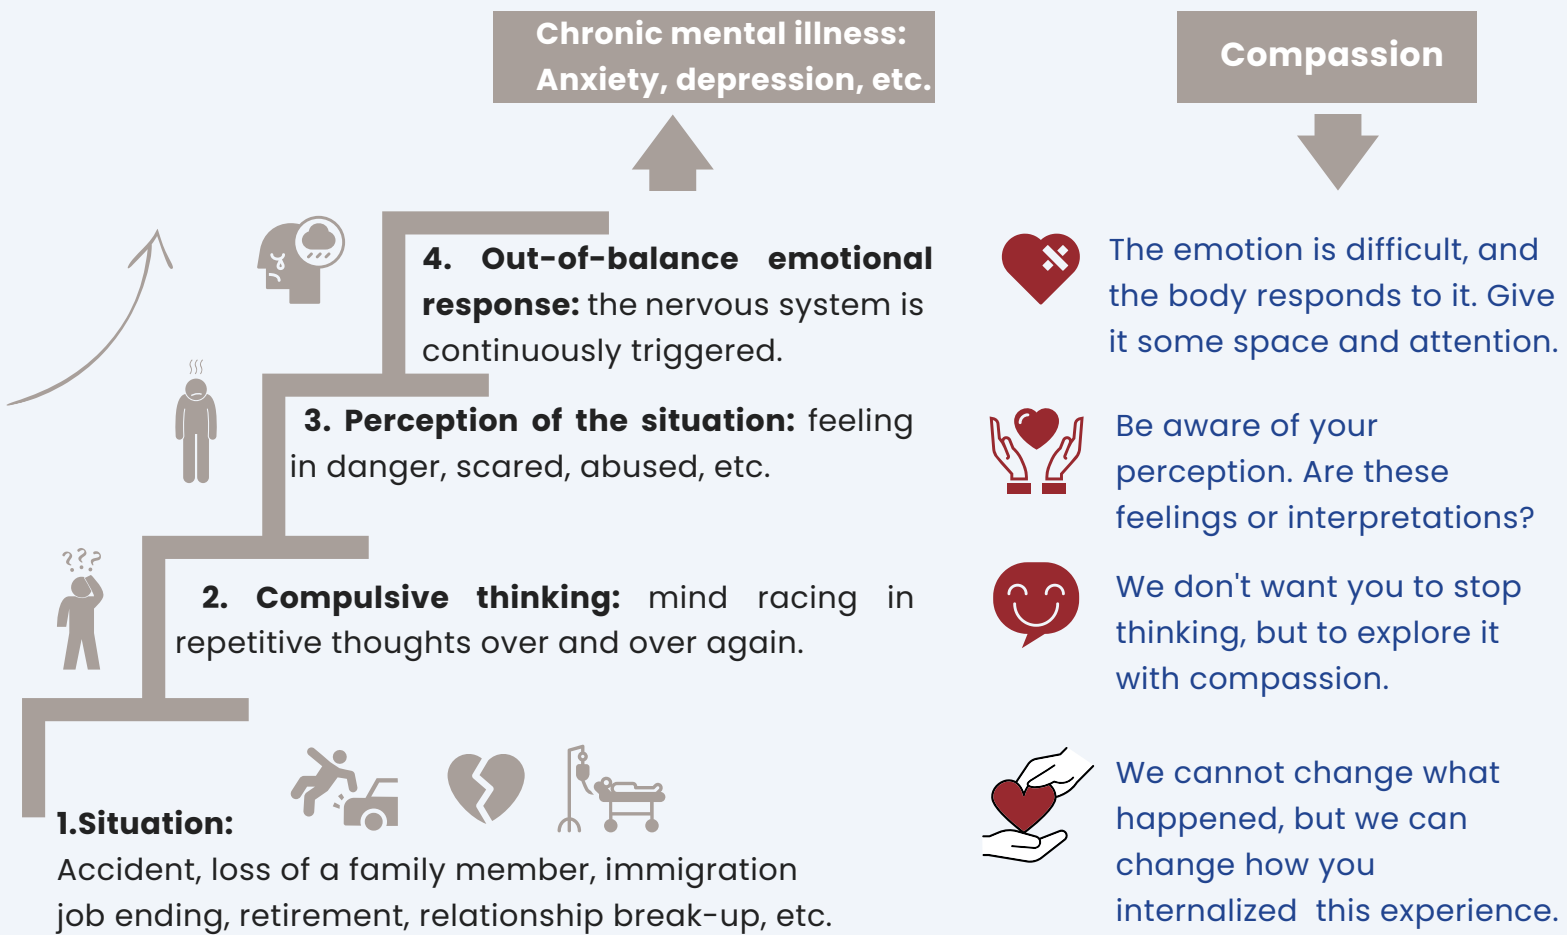 Chronic mental illness:
Anxiety, depression, etc.
Compassion
4. Out-of-balance emotional
response: the nervous system is
continuously triggered.
The emotion is difficult, and
the body responds to it. Give
it some space and attention.
3. Perception of the situation: feeling
in danger, scared, abused, etc.
Be aware of your
perception. Are these
feelings or interpretations?
???
2. Compulsive thinking: mind racing in
repetitive thoughts over and over again.
We don't want you to stop
thinking, but to explore it
with compassion.
1.Situation:
Accident, loss of a family member, immigration
job ending, retirement, relationship break-up, etc.
We cannot change what
happened, but we can
change how you
internalized this experience.